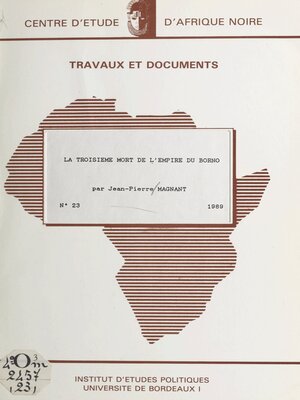 CENTRE D'ETUDE D'AFRIQUE NOIRE
TRAVAUX ET DOCUMENTS
LA TROISIEME MORT DE L'EMPIRE DU BORNO
par Jean-Pierre MAGNANT
N° 23 1989
INSTITUT D'ETUDES POLITIQUES
UNIVERSITE DE BORDEAUX I